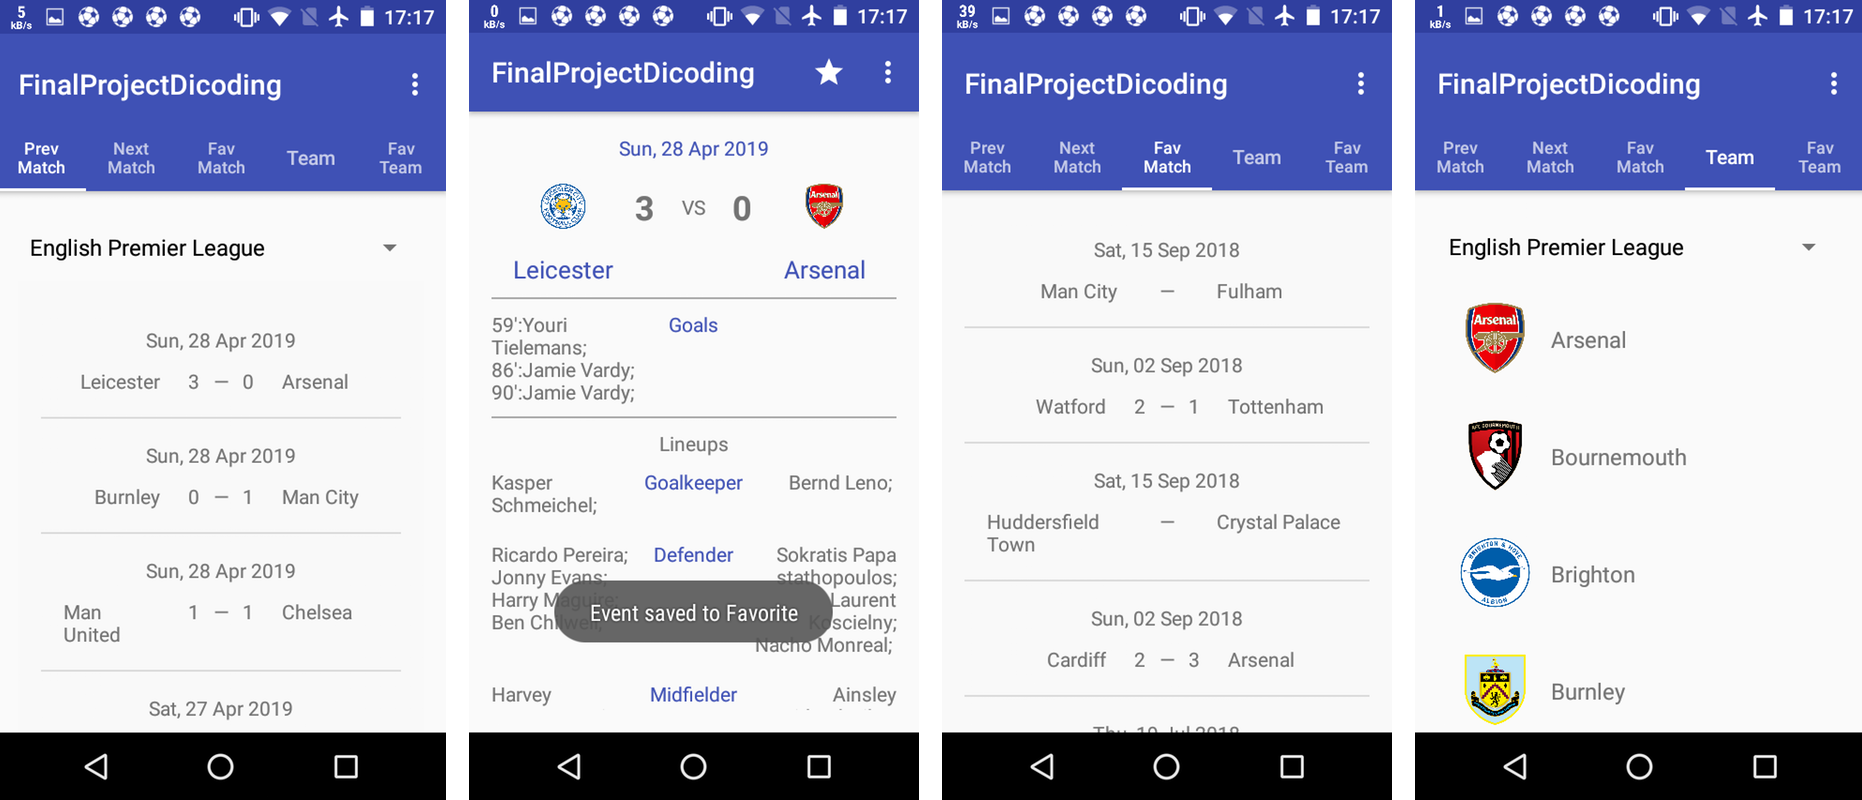 5
kB/s
17:17
FinalProjectDicoding
Prev
Match
Next
Match
Fav
Match
Team
Fav
Team
English Premier League
Sun, 28 Apr 2019
Leicester 3 – 0 Arsenal
Sun, 28 Apr 2019
Burnley 0 – 1 Man City
Sun, 28 Apr 2019
Man
United
1 – 1 Chelsea
Sat, 27 Apr 2019
0
kB/s
17:17
FinalProjectDicoding
Sun, 28 Apr 2019
Arsenal
3 VS 0
Leicester
Arsenal
59':Youri
Tielemans;
86':Jamie Vardy;
90':Jamie Vardy;
Goals
Lineups
Kasper
Schmeichel;
Goalkeeper
Bernd Leno;
Ricardo Pereira;
Jonny Evans;
Harry Maguire;
Ben Chilwell;
Defender
Sokratis Papa
stathopoulos;
Laurent
Koscielny;
Nacho Monreal;
Event saved to Favorite
Harvey
Midfielder
Ainsley
39
kB/s
17:17
FinalProjectDicoding
Prev
Match
Next
Match
Fav
Match
Team
Fav
Team
Sat, 15 Sep 2018
Man City – Fulham
Sun, 02 Sep 2018
Watford 2 – 1 Tottenham
Sat, 15 Sep 2018
Huddersfield
Town
– Crystal Palace
Sun, 02 Sep 2018
Cardiff 2 – 3 Arsenal
1
kB/s
17:17
FinalProjectDicoding
Prev
Match
Next
Match
Fav
Match
Team
Fav
Team
English Premier League
Arsenal
Arsenal
Bournemouth
Brighton
Burnley